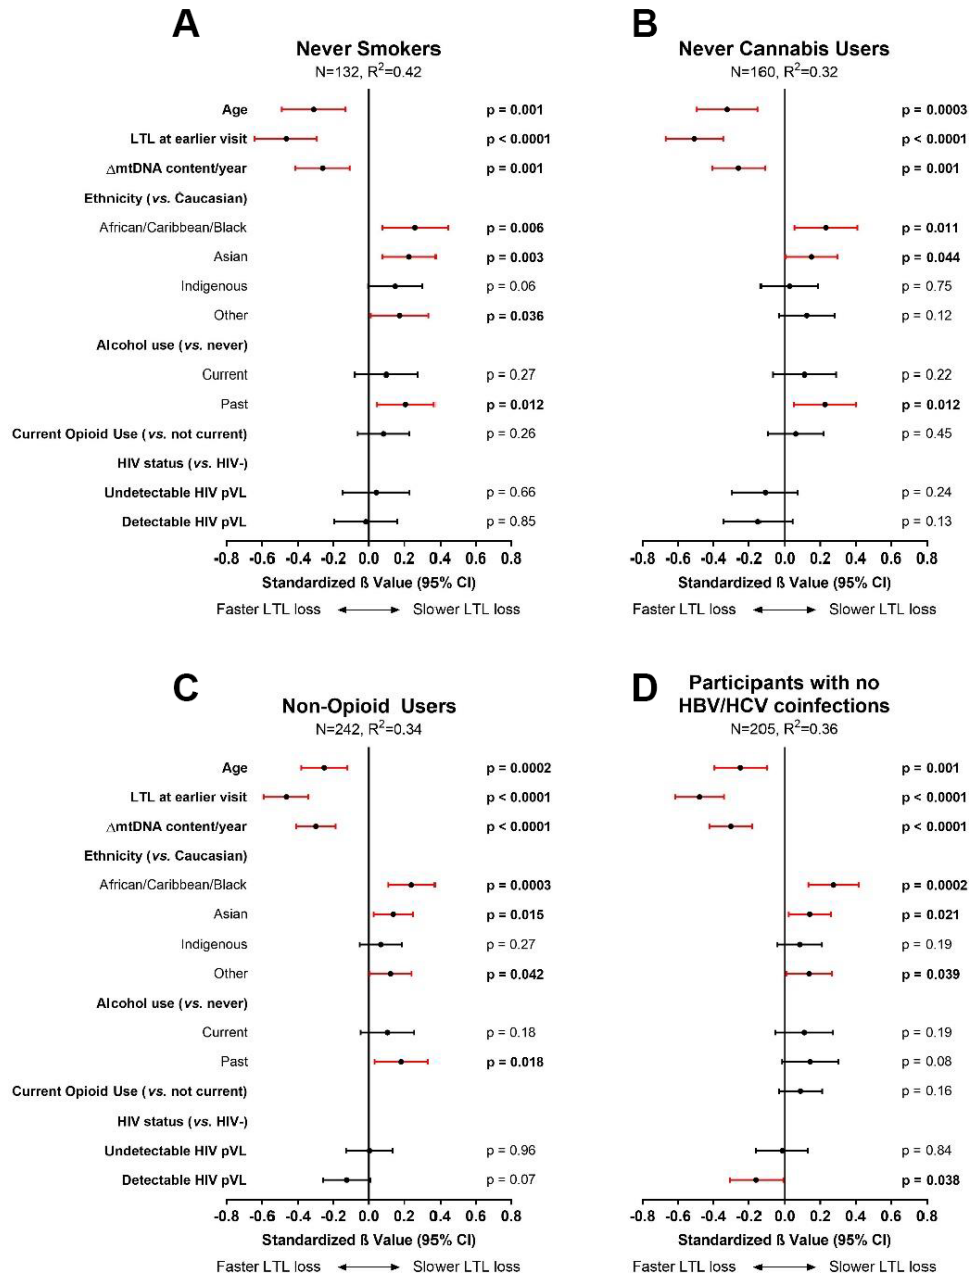 A
Never Smokers
N=132, R²=0.42
Age p = 0.001
LTL at earlier visit p < 0.0001
ΔmtDNA content/year p = 0.001
Ethnicity (vs. Caucasian)
African/Caribbean/Black p = 0.006
Asian p = 0.003
Indigenous p = 0.06
Other p = 0.036
Alcohol use (vs. never)
Current p = 0.27
Past p = 0.012
Current Opioid Use (vs. not current) p = 0.26
HIV status (vs. HIV-)
Undetectable HIV pVL p = 0.66
Detectable HIV pVL p = 0.85
-0.8 -0.6 -0.4 -0.2 0.0 0.2 0.4 0.6 0.8
Standardized ß Value (95% CI)
Faster LTL loss Slower LTL loss
B
Never Cannabis Users
N=160, R²=0.32
p = 0.0003
p < 0.0001
p = 0.001
p = 0.011
p = 0.044
p = 0.75
p = 0.12
p = 0.22
p = 0.012
p = 0.45
p = 0.24
p = 0.13
-0.8 -0.6 -0.4 -0.2 0.0 0.2 0.4 0.6 0.8
Standardized ß Value (95% CI)
Faster LTL loss Slower LTL loss
C
Non-Opioid Users
N=242, R²=0.34
Age p = 0.0002
LTL at earlier visit p < 0.0001
ΔmtDNA content/year p < 0.0001
Ethnicity (vs. Caucasian)
African/Caribbean/Black p = 0.0003
Asian p = 0.015
Indigenous p = 0.27
Other p = 0.042
Alcohol use (vs. never)
Current p = 0.18
Past p = 0.018
Current Opioid Use (vs. not current)
HIV status (vs. HIV-)
Undetectable HIV pVL p = 0.96
Detectable HIV pVL p = 0.07
-0.8 -0.6 -0.4 -0.2 0.0 0.2 0.4 0.6 0.8
Standardized ß Value (95% CI)
Faster LTL loss Slower LTL loss
D
Participants with no
HBV/HCV coinfections
N=205, R²=0.36
p = 0.001
p < 0.0001
p < 0.0001
p = 0.0002
p = 0.021
p = 0.19
p = 0.039
p = 0.19
p = 0.08
p = 0.16
p = 0.84
p = 0.038
-0.8 -0.6 -0.4 -0.2 0.0 0.2 0.4 0.6 0.8
Standardized ß Value (95% CI)
Faster LTL loss Slower LTL loss